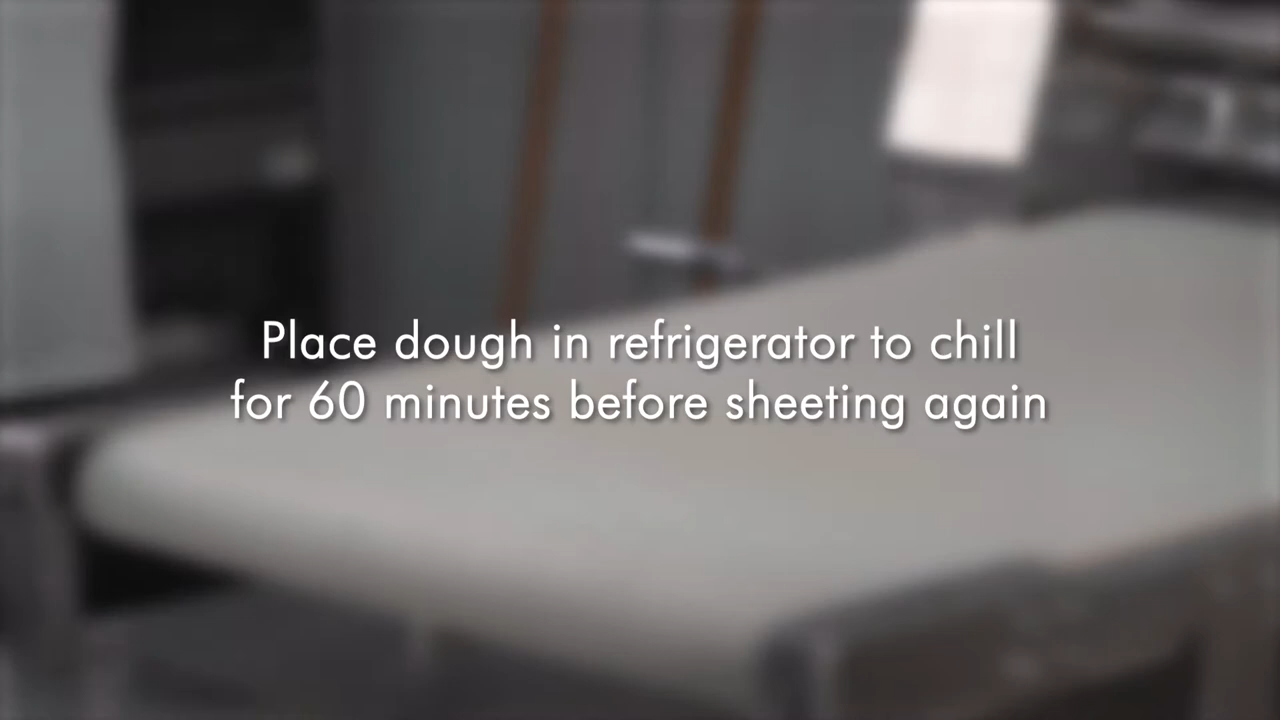 Place dough in refrigerator to chill
for 60 minutes before sheeting again